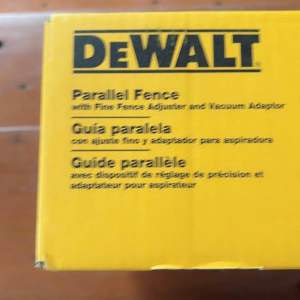 DEWALT
Parallel Fence
with Fine Fence Adjuster and Vacuum Adaptor
Guía paralela
con ajuste fino y adaptador para aspiradora
Guide parallèle
avec dispositif de réglage de précision et
adaptateur pour aspirateur